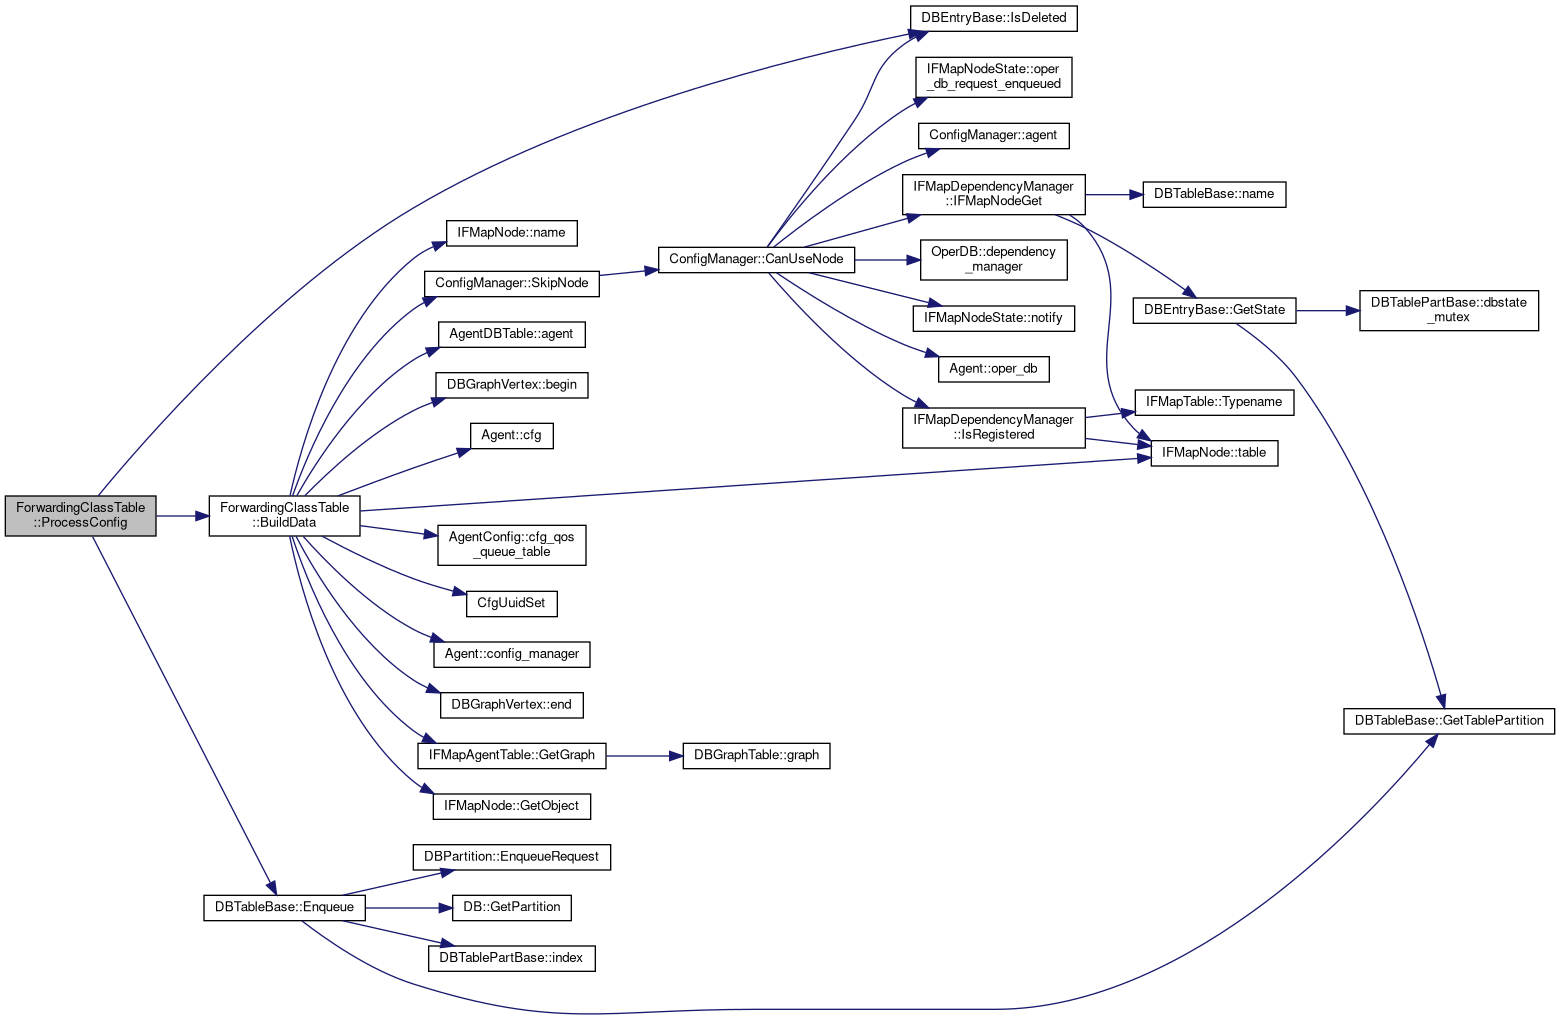 DBEntryBase::IsDeleted
IFMapNodeState::oper
_db_request_enqueued
ConfigManager::agent
IFMapDependencyManager
::IFMapNodeGet
DBTableBase::name
IFMapNode::name
OperDB::dependency
_manager
ConfigManager::CanUseNode
ConfigManager::SkipNode
IFMapNodeState::notify
DBEntryBase::GetState
DBTablePartBase::dbstate
_mutex
AgentDBTable::agent
Agent::oper_db
DBGraphVertex::begin
IFMapTable::Typename
IFMapDependencyManager
::IsRegistered
Agent::cfg
IFMapNode::table
ForwardingClassTable
::ProcessConfig
ForwardingClassTable
::BuildData
AgentConfig::cfg_qos
_queue_table
CfgUuidSet
Agent::config_manager
DBGraphVertex::end
DBTableBase::GetTablePartition
IFMapAgentTable::GetGraph
DBGraphTable::graph
IFMapNode::GetObject
DBPartition::EnqueueRequest
DBTableBase::Enqueue
DB::GetPartition
DBTablePartBase::index